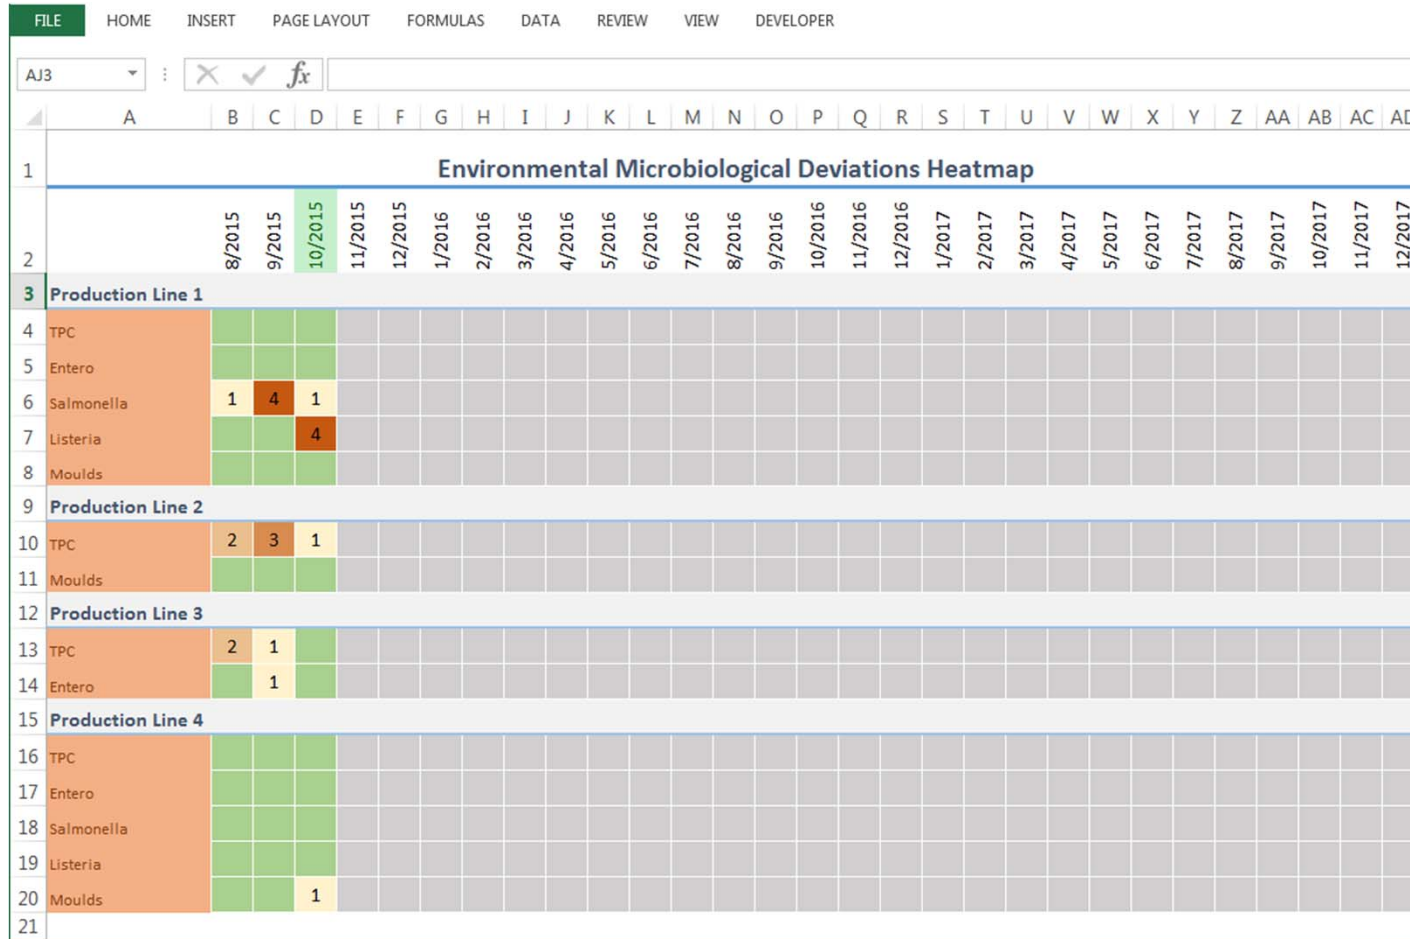 FILE HOME INSERT PAGE LAYOUT FORMULAS DATA REVIEW VIEW DEVELOPER
AJ3 fx
A B C D E F G H I J K L M N O P Q R S T U V W X Y Z AA AB AC AD
1 Environmental Microbiological Deviations Heatmap
2 8/2015 9/2015 10/2015 11/2015 12/2015 1/2016 2/2016 3/2016 4/2016 5/2016 6/2016 7/2016 8/2016 9/2016 10/2016 11/2016 12/2016 1/2017 2/2017 3/2017 4/2017 5/2017 6/2017 7/2017 8/2017 9/2017 10/2017 11/2017 12/2017
3 Production Line 1
4 TPC
5 Entero
6 Salmonella 1 4 1
7 Listeria 4
8 Moulds
9 Production Line 2
10 TPC 2 3 1
11 Moulds
12 Production Line 3
13 TPC 2 1
14 Entero 1
15 Production Line 4
16 TPC
17 Entero
18 Salmonella
19 Listeria
20 Moulds 1
21